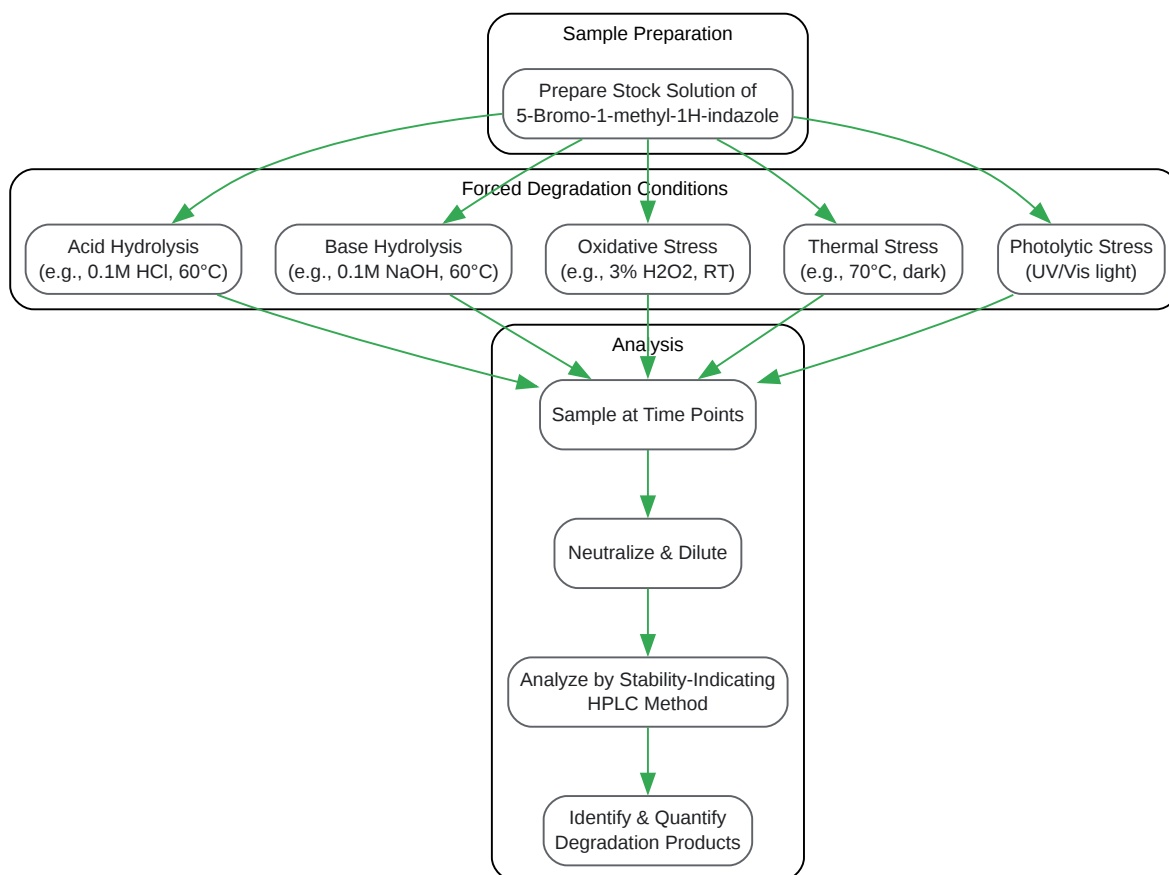 Sample Preparation
Prepare Stock Solution of
5-Bromo-1-methyl-1H-indazole
Forced Degradation Conditions
Acid Hydrolysis
(e.g., 0.1M HCl, 60°C)
Base Hydrolysis
(e.g., 0.1M NaOH, 60°C)
Oxidative Stress
(e.g., 3% H2O2, RT)
Thermal Stress
(e.g., 70°C, dark)
Photolytic Stress
(UV/Vis light)
Analysis
Sample at Time Points
Neutralize & Dilute
Analyze by Stability-Indicating
HPLC Method
Identify & Quantify
Degradation Products